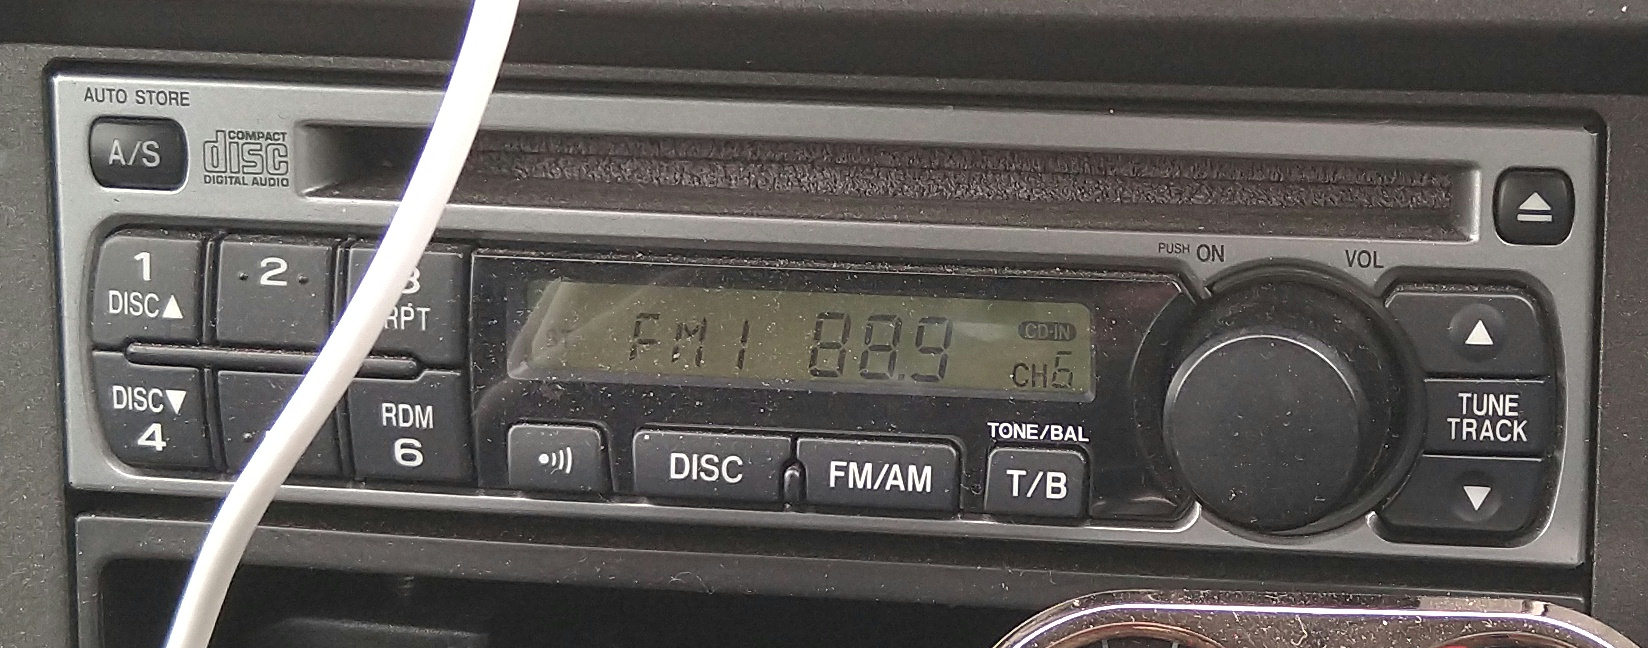 AUTO STORE
A/S
COMPACT
disc
DIGITAL AUDIO
PUSH ON
VOL
1
DISC▲
2
RPT
ST
FM1 88.9
CD-IN
CH5
▲
TUNE
TRACK
▼
DISC▼
4
RDM
6
DISC
FM/AM
TONE/BAL
T/B